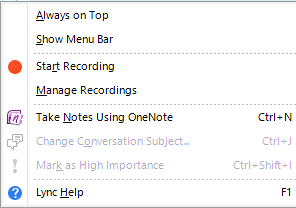 Always on Top
Show Menu Bar
Start Recording
Manage Recordings
Take Notes Using OneNote Ctrl+N
Change Conversation Subject... Ctrl+J
Mark as High Importance Ctrl+Shift+I
Lync Help F1